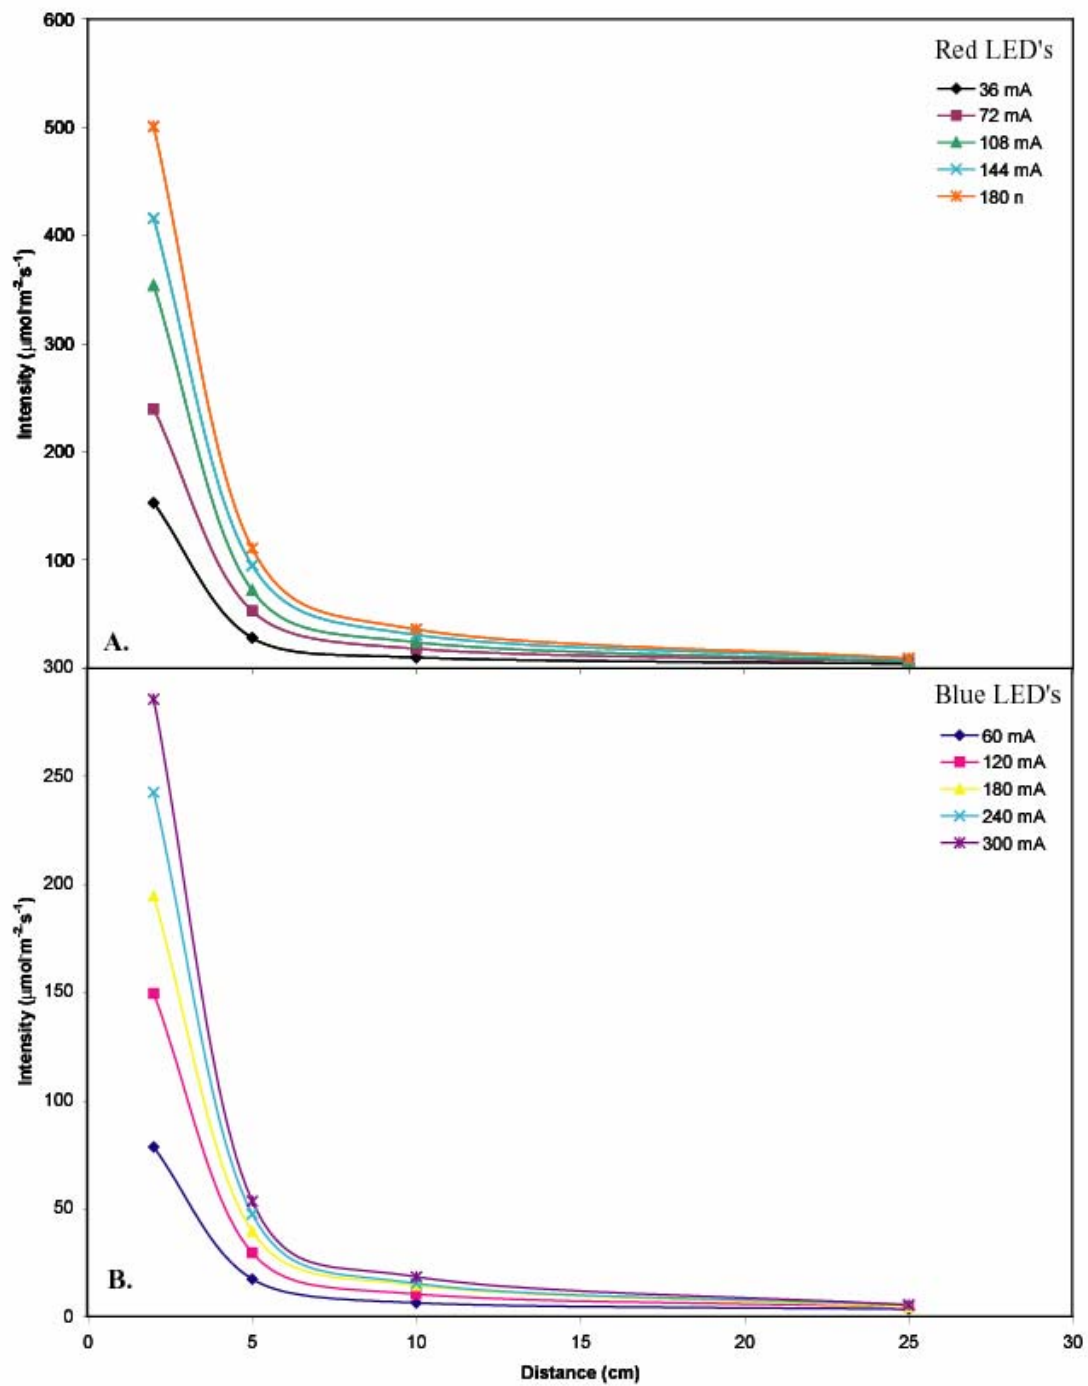 600
Red LED's
36 mA
72 mA
108 mA
144 mA
180 n
500
400
300
200
100
Intensity (µmol·m⁻²s⁻¹)
A.
300
Blue LED's
60 mA
120 mA
180 mA
240 mA
300 mA
250
200
150
100
50
0
Intensity (µmol·m⁻²s⁻¹)
B.
0 5 10 15 20 25 30
Distance (cm)